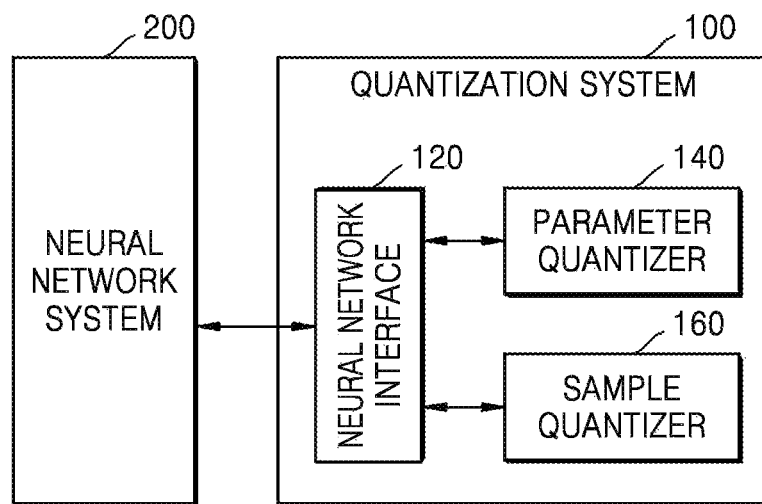 200
100
QUANTIZATION SYSTEM
120
140
NEURAL
NETWORK
SYSTEM
NEURAL NETWORK
INTERFACE
PARAMETER
QUANTIZER
160
SAMPLE
QUANTIZER